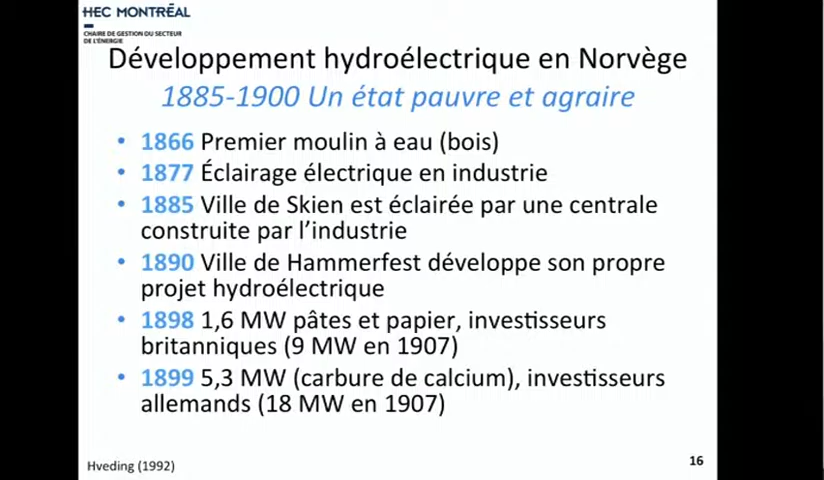 HEC MONTRÉAL
CHAIRE DE GESTION DU SECTEUR
DE L'ÉNERGIE
Développement hydroélectrique en Norvège
1885-1900 Un état pauvre et agraire
• 1866 Premier moulin à eau (bois)
• 1877 Éclairage électrique en industrie
• 1885 Ville de Skien est éclairée par une centrale
construite par l'industrie
• 1890 Ville de Hammerfest développe son propre
projet hydroélectrique
• 1898 1,6 MW pâtes et papier, investisseurs
britanniques (9 MW en 1907)
• 1899 5,3 MW (carbure de calcium), investisseurs
allemands (18 MW en 1907)
Hveding (1992)
16